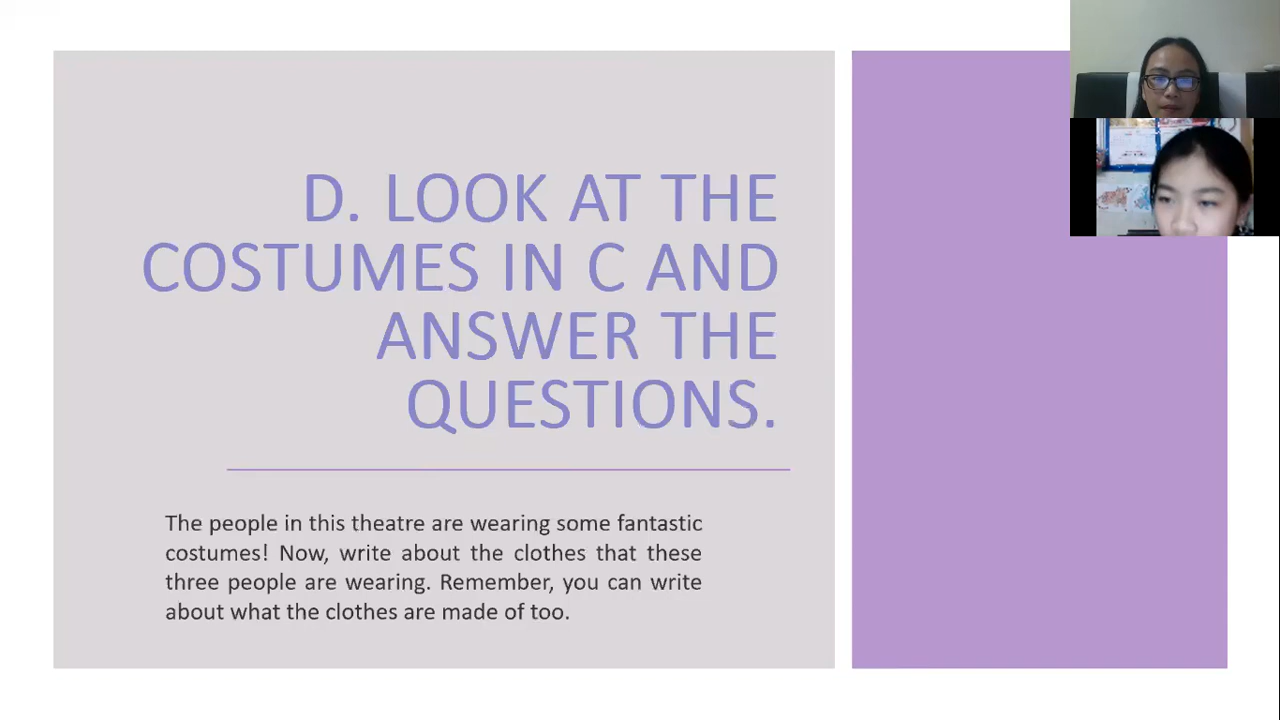 D. LOOK AT THE
COSTUMES IN C AND
ANSWER THE
QUESTIONS.
The people in this theatre are wearing some fantastic
costumes! Now, write about the clothes that these
three people are wearing. Remember, you can write
about what the clothes are made of too.